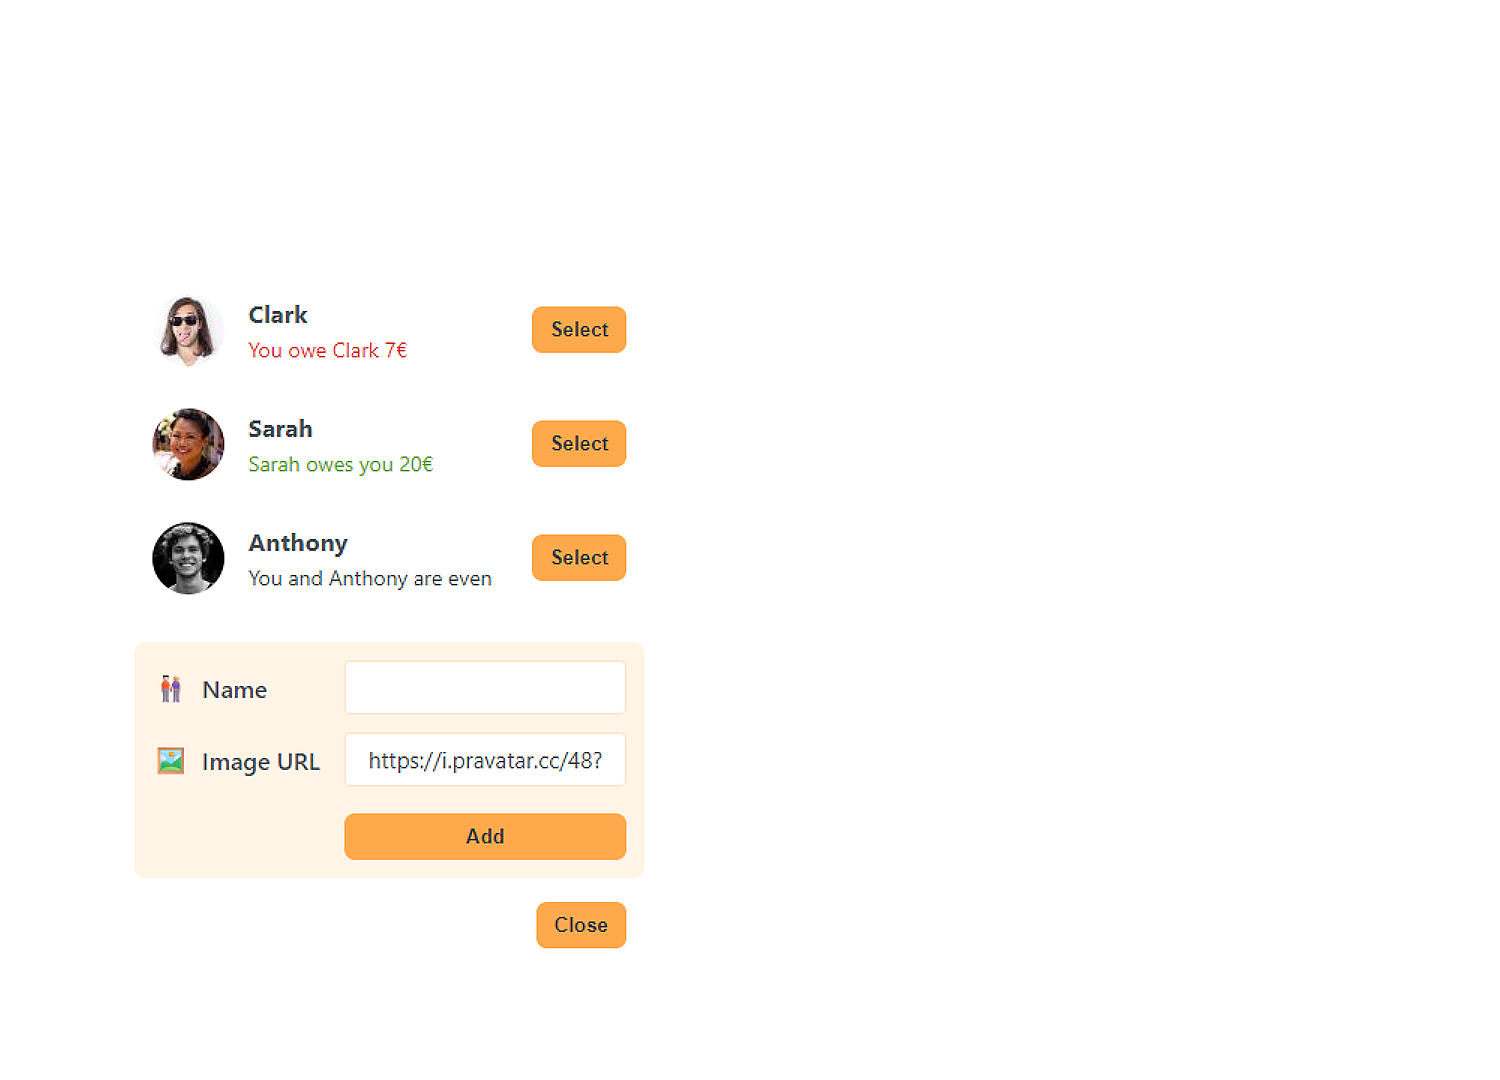 Clark
You owe Clark 7€
Select
Sarah
Sarah owes you 20€
Select
Anthony
You and Anthony are even
Select
Name
Image URL
https://i.pravatar.cc/48?
Add
Close